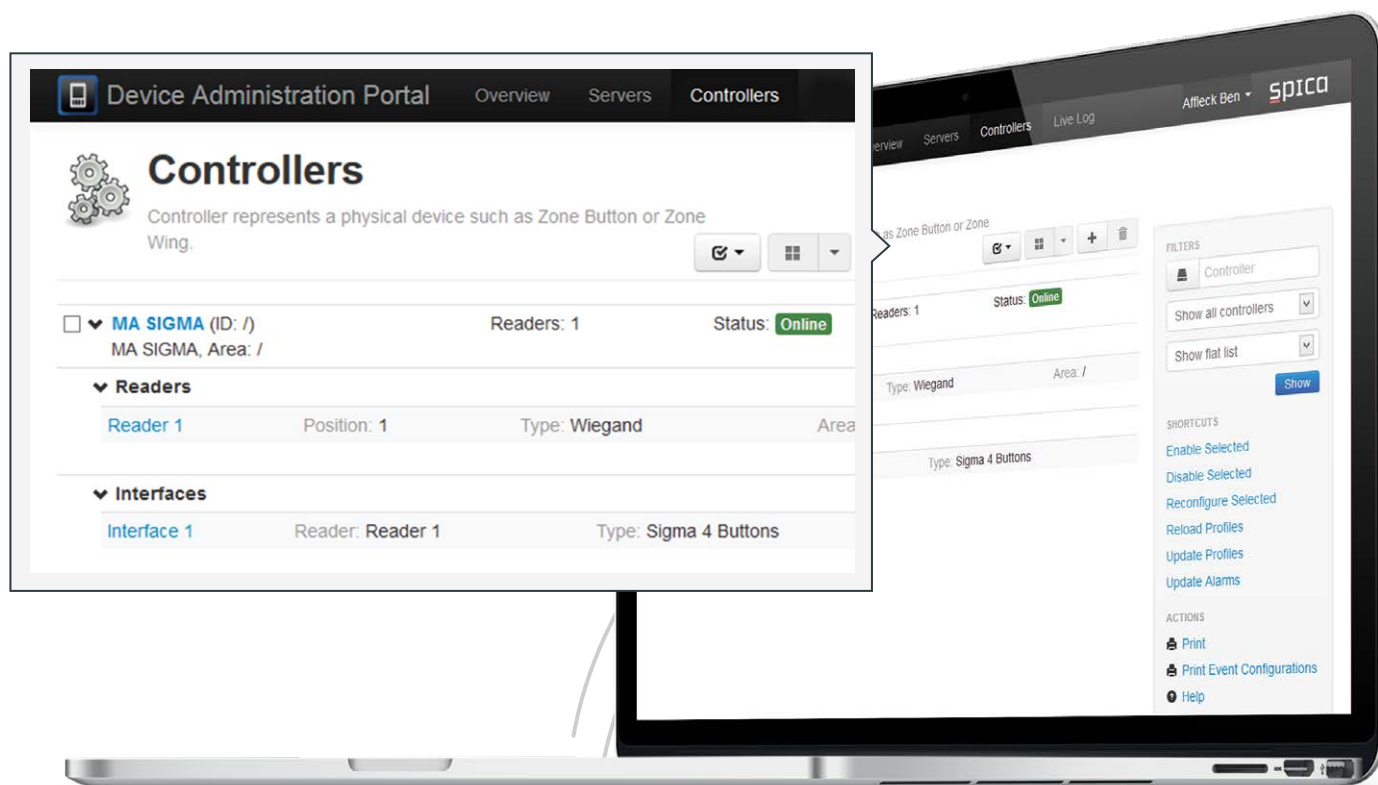 Device Administration Portal Overview Servers Controllers
Controllers
Controller represents a physical device such as Zone Button or Zone
Wing.
MA SIGMA (ID: /) Readers: 1 Status: Online
MA SIGMA, Area: /
Readers
Reader 1 Position: 1 Type: Wiegand Area
Interfaces
Interface 1 Reader: Reader 1 Type: Sigma 4 Buttons
Servers Controllers Live Log Affleck Ben spica
as Zone Button or Zone
Readers: 1 Status: Online
Type: Wiegand Area: /
Type: Sigma 4 Buttons
FILTERS
Controller
Show all controllers
Show flat list
Show
SHORTCUTS
Enable Selected
Disable Selected
Reconfigure Selected
Reload Profiles
Update Profiles
Update Alarms
ACTIONS
Print
Print Event Configurations
Help